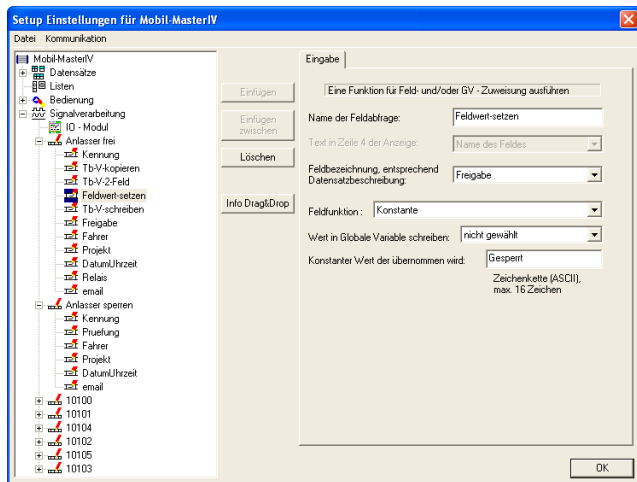 Setup Einstellungen für Mobil-MasterIV
Datei Kommunikation
Mobil-MasterIV
Datensätze
Listen
Bedienung
Signalverarbeitung
IO - Modul
Anlasser frei
Kennung
Tb-V-kopieren
Tb-V-2-Feld
Feldwert-setzen
Tb-V-schreiben
Freigabe
Fahrer
Projekt
DatumUhrzeit
Relais
email
Anlasser sperren
Kennung
Pruefung
Fahrer
Projekt
DatumUhrzeit
email
10100
10101
10104
10102
10105
10103
Einfügen
Einfügen
zwischen
Löschen
Info Drag&Drop
Eingabe
Eine Funktion für Feld- und/oder GV - Zuweisung ausführen
Name der Feldabfrage: Feldwert-setzen
Text in Zeile 4 der Anzeige: Name des Feldes
Feldbezeichnung, entsprechend
Datensatzbeschreibung: Freigabe
Feldfunktion : Konstante
Wert in Globale Variable schreiben: nicht gewählt
Konstanter Wert der übernommen wird: Gesperrt
Zeichenkette (ASCII),
max. 16 Zeichen
OK